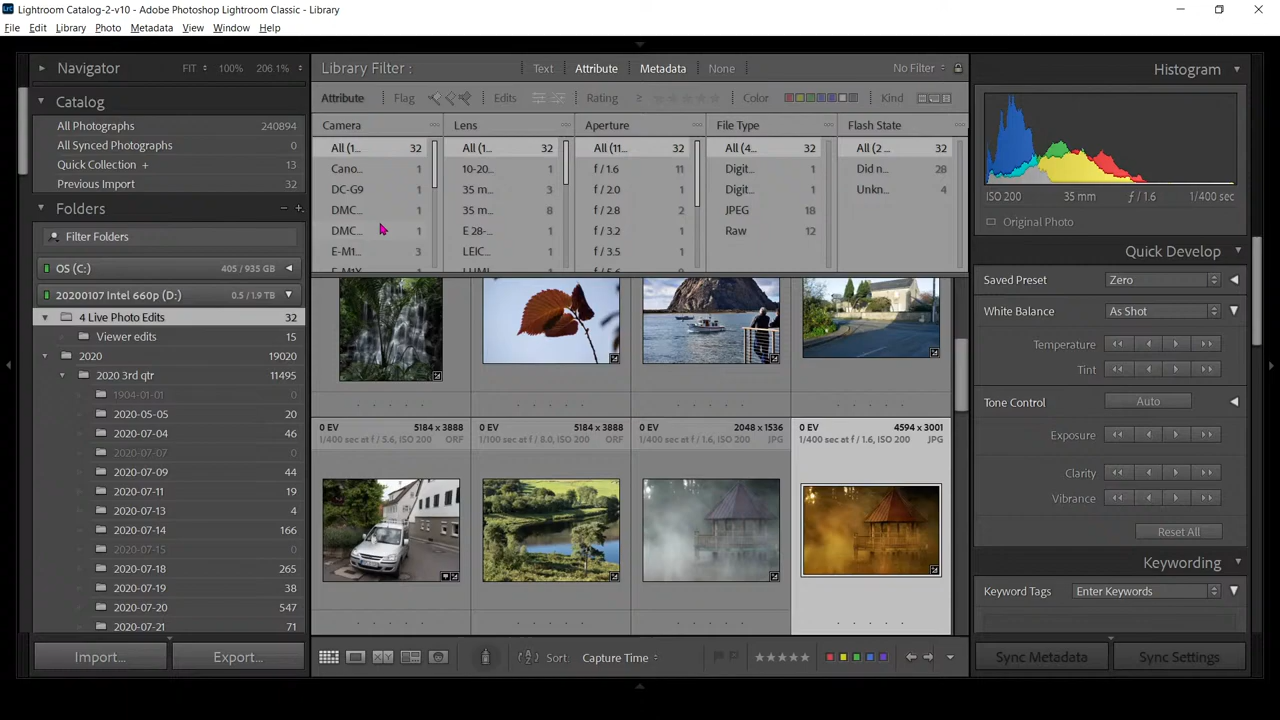 Lightroom Catalog-2-v10 - Adobe Photoshop Lightroom Classic - Library
File Edit Library Photo Metadata View Window Help
Navigator FIT 100% 206 1%
Catalog
All Photographs 240894
All Synced Photographs 0
Quick Collection + 13
Previous Import 32
Folders
Filter Folders
OS (C:) 405 / 935 GB
20200107 Intel 660p (D:) 0.5 / 1.9 TB
4 Live Photo Edits 32
Viewer edits 15
2020 19020
2020 3rd qtr 11495
1904-01-01 0
2020-05-05 20
2020-07-04 46
2020-07-07 0
2020-07-09 44
2020-07-11 19
2020-07-13 4
2020-07-14 166
2020-07-15 0
2020-07-18 265
2020-07-19 38
2020-07-20 547
2020-07-21 71
Import... Export...
Library Filter : Text Attribute Metadata None No Filter
Attribute Flag Edits Rating ≥ Color Kind
Camera Lens Aperture File Type Flash State
All (1... 32 All (1... 32 All (11... 32 All (4... 32 All (2 ... 32
Cano... 1 10-20... 1 f / 1.6 11 Digit... 1 Did n... 28
DC-G9 1 35 m... 3 f / 2.0 1 Digit... 1 Unkn... 4
DMC... 1 35 m... 8 f / 2.8 2 JPEG 18
DMC... 1 E 28-... 1 f / 3.2 1 Raw 12
E-M1... 3 LEIC... 1 f / 3.5 1
0 EV 5184 x 3888 0 EV 5184 x 3888 0 EV 2048 x 1536 0 EV 4594 x 3001
1/400 sec at f / 5.6, ISO 200 ORF 1/100 sec at f / 8.0, ISO 200 ORF 1/400 sec at f / 1.6, ISO 200 JPG 1/400 sec at f / 1.6, ISO 200 JPG
XY Sort: Capture Time
Histogram
ISO 200 35 mm ƒ / 1.6 1/400 sec
Original Photo
Quick Develop
Saved Preset Zero
White Balance As Shot
Temperature
Tint
Tone Control Auto
Exposure
Clarity
Vibrance
Reset All
Keywording
Keyword Tags Enter Keywords
Sync Metadata Sync Settings